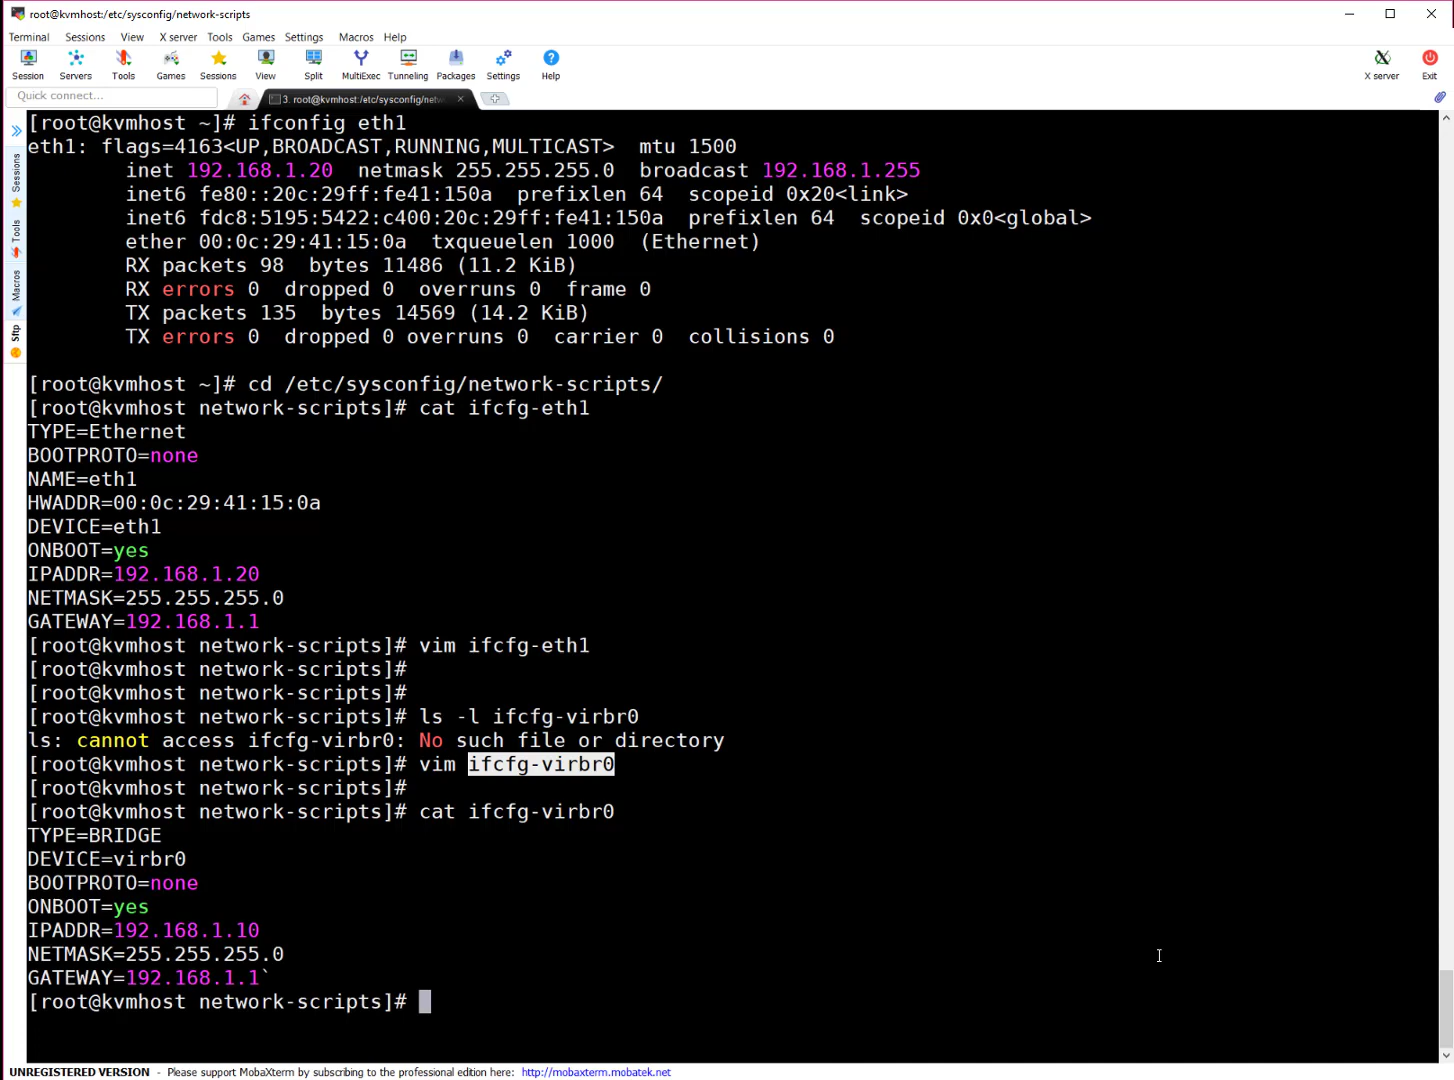 root@kvmhost:/etc/sysconfig/network-scripts
Terminal Sessions View X server Tools Games Settings Macros Help
Session Servers Tools Games Sessions View Split MultiExec Tunneling Packages Settings Help X server Exit
Quick connect...
3. root@kvmhost:/etc/sysconfig/netw
Sessions
Tools
Macros
Sftp
[root@kvmhost ~]# ifconfig eth1
eth1: flags=4163<UP,BROADCAST,RUNNING,MULTICAST>  mtu 1500
        inet 192.168.1.20  netmask 255.255.255.0  broadcast 192.168.1.255
        inet6 fe80::20c:29ff:fe41:150a  prefixlen 64  scopeid 0x20<link>
        inet6 fdc8:5195:5422:c400:20c:29ff:fe41:150a  prefixlen 64  scopeid 0x0<global>
        ether 00:0c:29:41:15:0a  txqueuelen 1000  (Ethernet)
        RX packets 98  bytes 11486 (11.2 KiB)
        RX errors 0  dropped 0  overruns 0  frame 0
        TX packets 135  bytes 14569 (14.2 KiB)
        TX errors 0  dropped 0 overruns 0  carrier 0  collisions 0
[root@kvmhost ~]# cd /etc/sysconfig/network-scripts/
[root@kvmhost network-scripts]# cat ifcfg-eth1
TYPE=Ethernet
BOOTPROTO=none
NAME=eth1
HWADDR=00:0c:29:41:15:0a
DEVICE=eth1
ONBOOT=yes
IPADDR=192.168.1.20
NETMASK=255.255.255.0
GATEWAY=192.168.1.1
[root@kvmhost network-scripts]# vim ifcfg-eth1
[root@kvmhost network-scripts]#
[root@kvmhost network-scripts]#
[root@kvmhost network-scripts]# ls -l ifcfg-virbr0
ls: cannot access ifcfg-virbr0: No such file or directory
[root@kvmhost network-scripts]# vim ifcfg-virbr0
[root@kvmhost network-scripts]#
[root@kvmhost network-scripts]# cat ifcfg-virbr0
TYPE=BRIDGE
DEVICE=virbr0
BOOTPROTO=none
ONBOOT=yes
IPADDR=192.168.1.10
NETMASK=255.255.255.0
GATEWAY=192.168.1.1`
[root@kvmhost network-scripts]#
UNREGISTERED VERSION - Please support MobaXterm by subscribing to the professional edition here: http://mobaxterm.mobatek.net